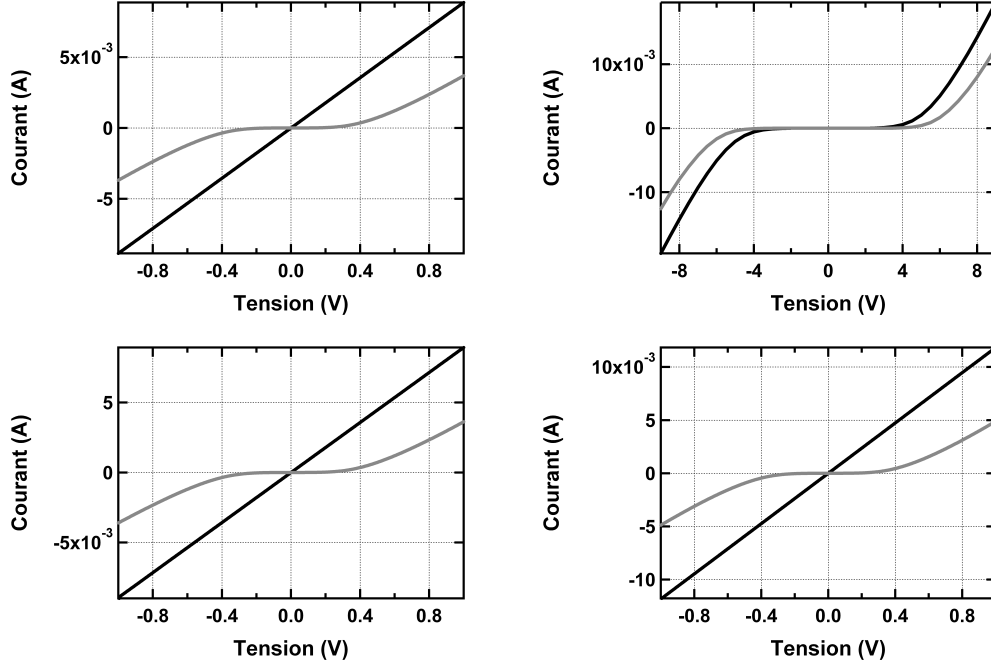 Courant (A)
5x10-3
0
-5
-0.8 -0.4 0.0 0.4 0.8
Tension (V)
Courant (A)
10x10-3
0
-10
-8 -4 0 4 8
Tension (V)
Courant (A)
5
0
-5x10-3
-0.8 -0.4 0.0 0.4 0.8
Tension (V)
Courant (A)
10x10-3
5
0
-5
-10
-0.8 -0.4 0.0 0.4 0.8
Tension (V)